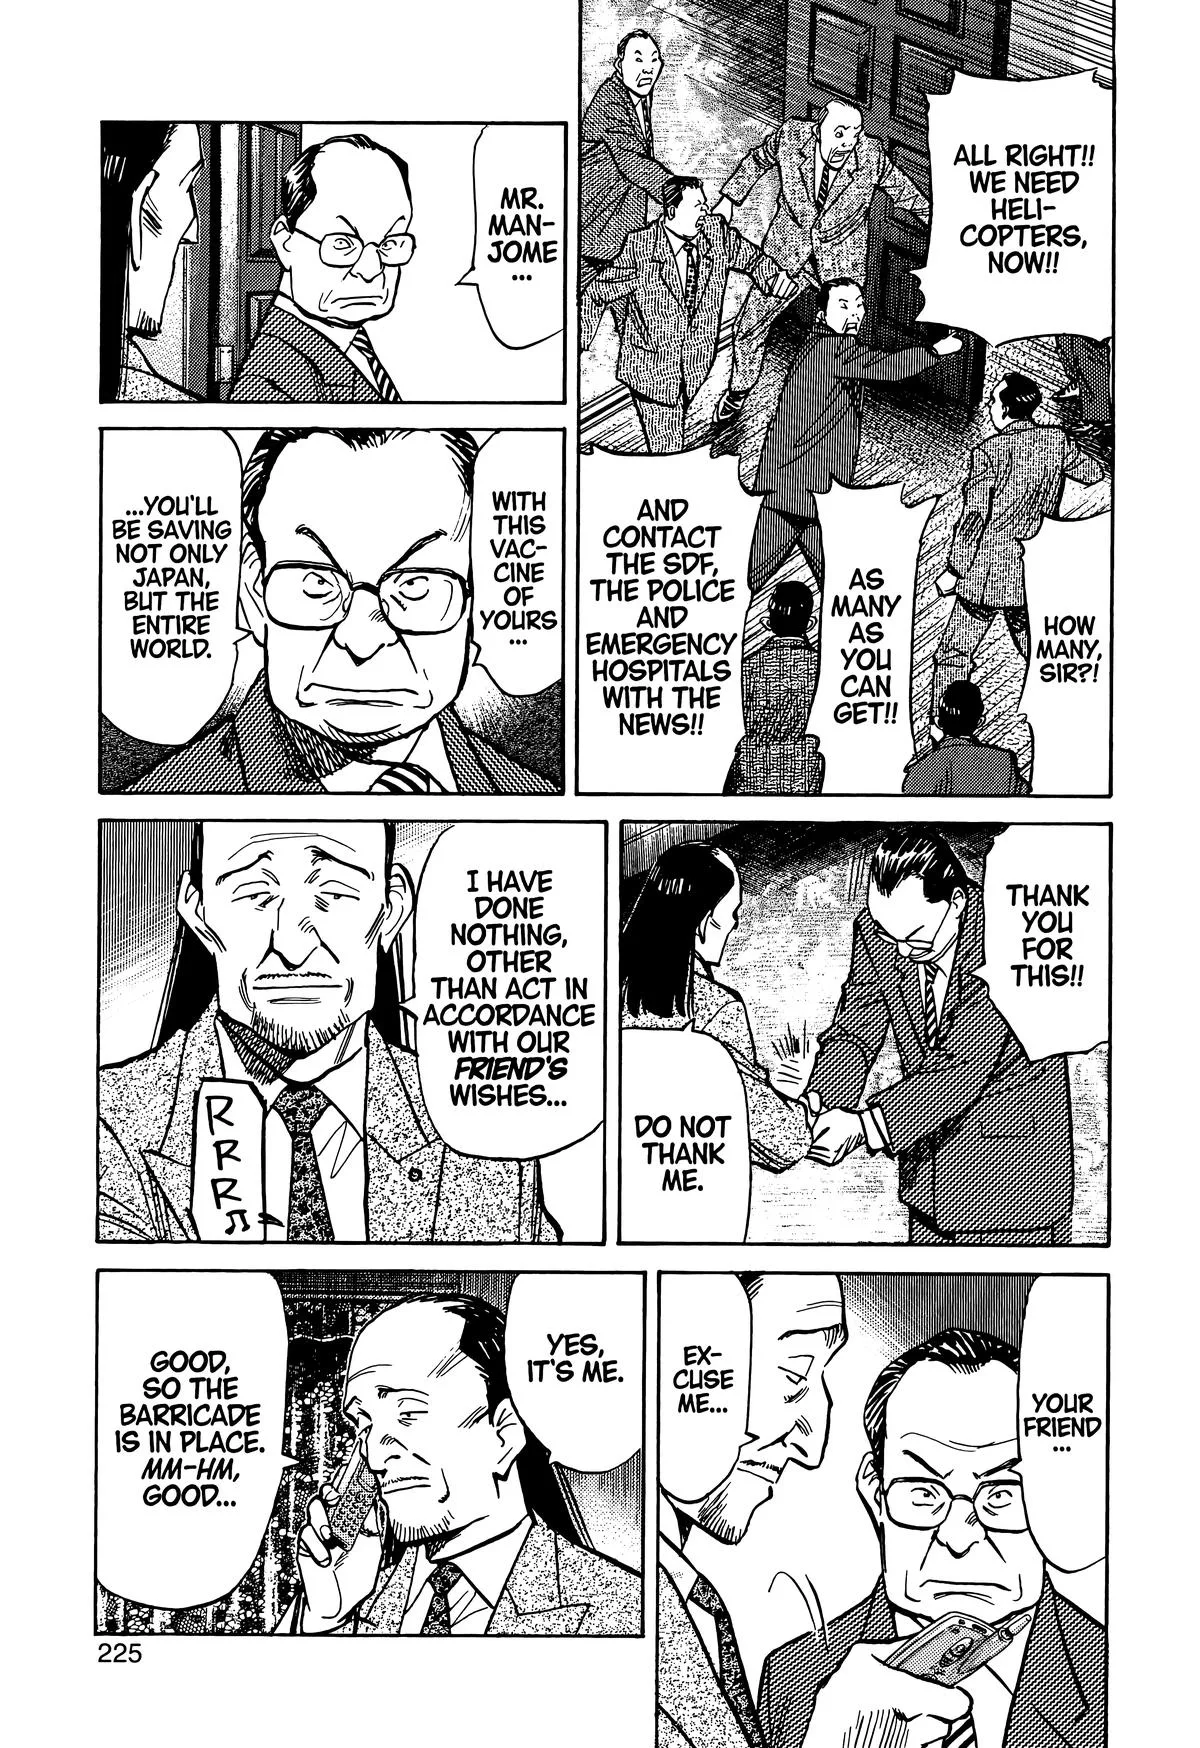 ALL RIGHT!!
WE NEED
HELI-
COPTERS,
NOW!!
HOW
MANY,
SIR?!
AS
MANY
AS
YOU
CAN
GET!!
AND
CONTACT
THE SDF,
THE POLICE
AND
EMERGENCY
HOSPITALS
WITH THE
NEWS!!
MR.
MAN-
JOME
...
WITH
THIS
VAC-
CINE
OF
YOURS
...
...YOU'LL
BE SAVING
NOT ONLY
JAPAN,
BUT THE
ENTIRE
WORLD.
THANK
YOU
FOR
THIS!!
DO NOT
THANK
ME.
I HAVE
DONE
NOTHING,
OTHER
THAN ACT IN
ACCORDANCE
WITH OUR
FRIEND'S
WISHES...
R
R
R♫
YOUR
FRIEND
...
EX-
CUSE
ME...
YES,
IT'S ME.
GOOD,
SO THE
BARRICADE
IS IN PLACE.
MM-HM,
GOOD...
225